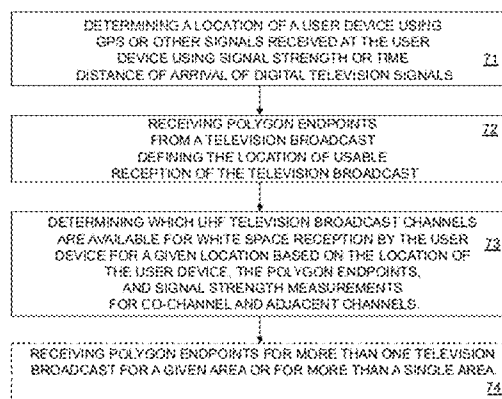 DETERMINING A LOCATION OF A USER DEVICE USING
GPS OR OTHER SIGNALS RECEIVED AT THE USER
DEVICE USING SIGNAL STRENGTH OR TIME
DISTANCE OF ARRIVAL OF DIGITAL TELEVISION SIGNALS
71
RECEIVING POLYGON ENDPOINTS
FROM A TELEVISION BROADCAST
DEFINING THE LOCATION OF USABLE
RECEPTION OF THE TELEVISION BROADCAST
72
DETERMINING WHICH UHF TELEVISION BROADCAST CHANNELS
ARE AVAILABLE FOR WHITE SPACE RECEPTION BY THE USER
DEVICE FOR A GIVEN LOCATION BASED ON THE LOCATION
OF THE USER DEVICE, THE POLYGON ENDPOINTS,
AND SIGNAL STRENGTH MEASUREMENTS
FOR CO-CHANNEL AND ADJACENT CHANNELS.
73
RECEIVING POLYGON ENDPOINTS FOR MORE THAN ONE TELEVISION
BROADCAST FOR A GIVEN AREA OR FOR MORE THAN A SINGLE AREA.
74